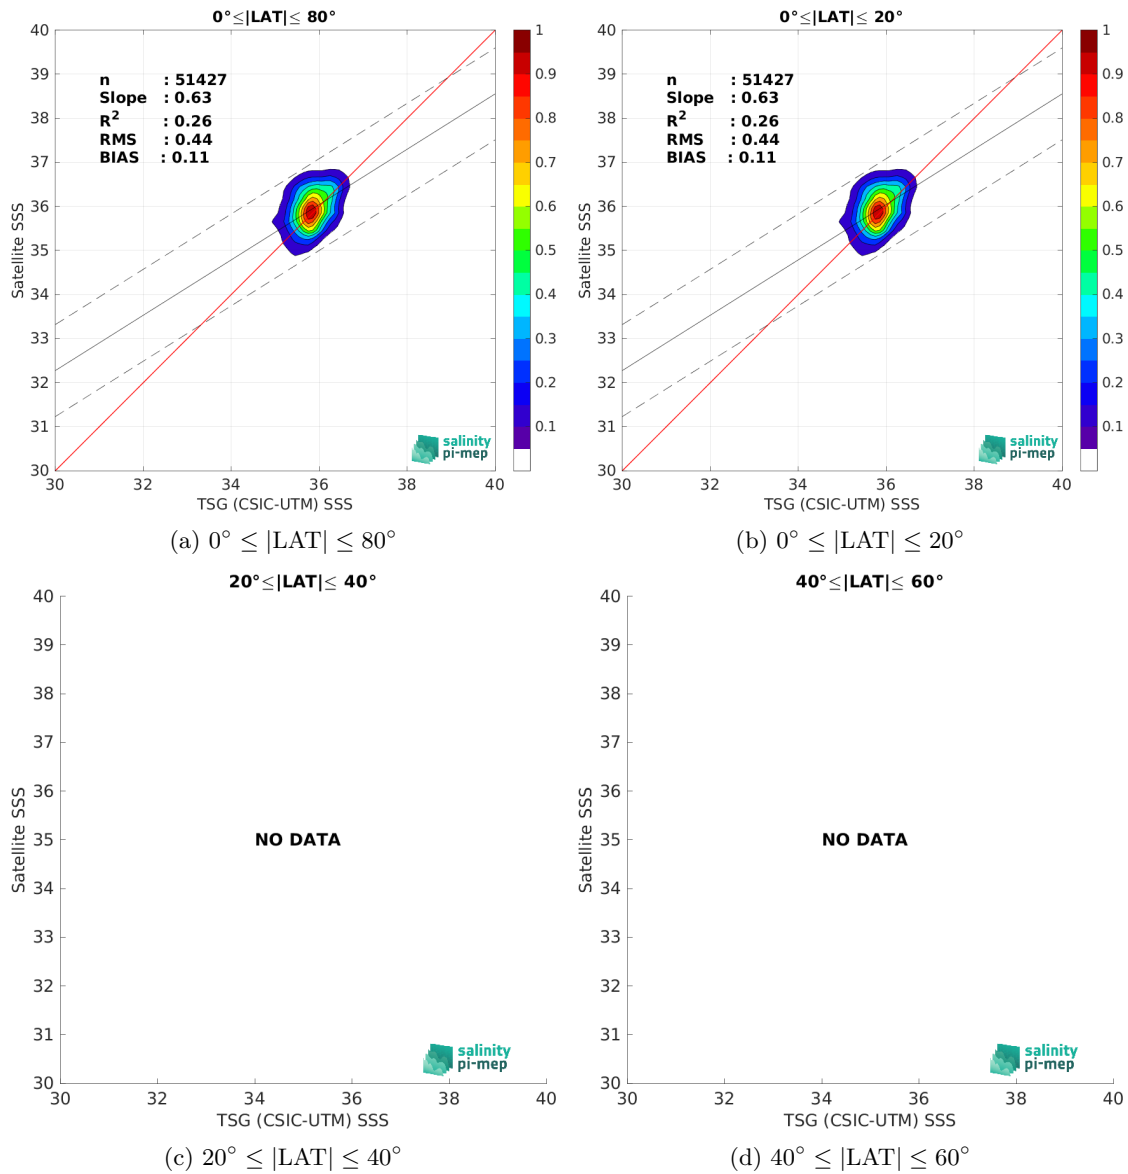 0°≤|LAT|≤ 80°
40
39
38
37
36
35
34
33
32
31
30
Satellite SSS
n : 51427
Slope : 0.63
R² : 0.26
RMS : 0.44
BIAS : 0.11
salinity
pi-mep
30 32 34 36 38 40
TSG (CSIC-UTM) SSS
1
0.9
0.8
0.7
0.6
0.5
0.4
0.3
0.2
0.1
(a) 0° ≤ |LAT| ≤ 80°
0°≤|LAT|≤ 20°
40
39
38
37
36
35
34
33
32
31
30
Satellite SSS
n : 51427
Slope : 0.63
R² : 0.26
RMS : 0.44
BIAS : 0.11
salinity
pi-mep
30 32 34 36 38 40
TSG (CSIC-UTM) SSS
1
0.9
0.8
0.7
0.6
0.5
0.4
0.3
0.2
0.1
(b) 0° ≤ |LAT| ≤ 20°
20°≤|LAT|≤ 40°
40
39
38
37
36
35
34
33
32
31
30
Satellite SSS
NO DATA
salinity
pi-mep
30 32 34 36 38 40
TSG (CSIC-UTM) SSS
(c) 20° ≤ |LAT| ≤ 40°
40°≤|LAT|≤ 60°
40
39
38
37
36
35
34
33
32
31
30
Satellite SSS
NO DATA
salinity
pi-mep
30 32 34 36 38 40
TSG (CSIC-UTM) SSS
(d) 40° ≤ |LAT| ≤ 60°